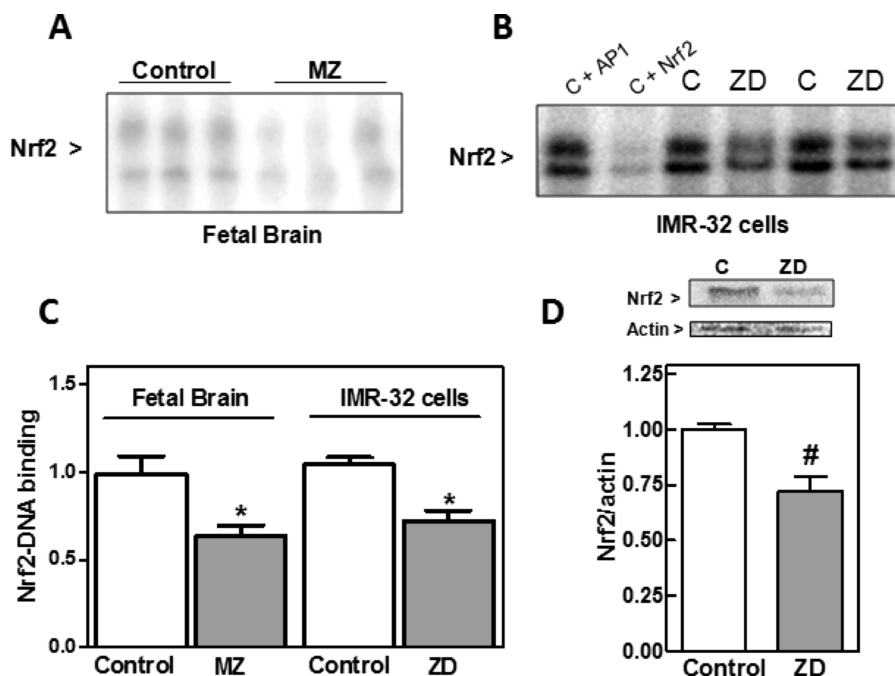 A
Control MZ
Nrf2 >
Fetal Brain
B
C + AP1 C + Nrf2 C ZD C ZD
Nrf2 >
IMR-32 cells
C
Fetal Brain IMR-32 cells
Nrf2-DNA binding
1.5
1.0
0.5
0.0
* *
Control MZ Control ZD
D
C ZD
Nrf2 >
Actin >
Nrf2/actin
1.25
1.00
0.75
0.50
0.25
0.00
#
Control ZD